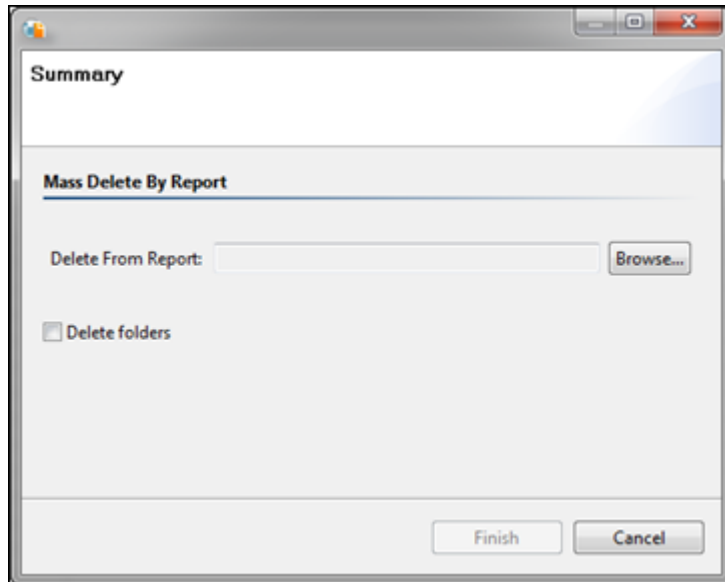 Summary
Mass Delete By Report
Delete From Report:
Browse...
Delete folders
Finish
Cancel